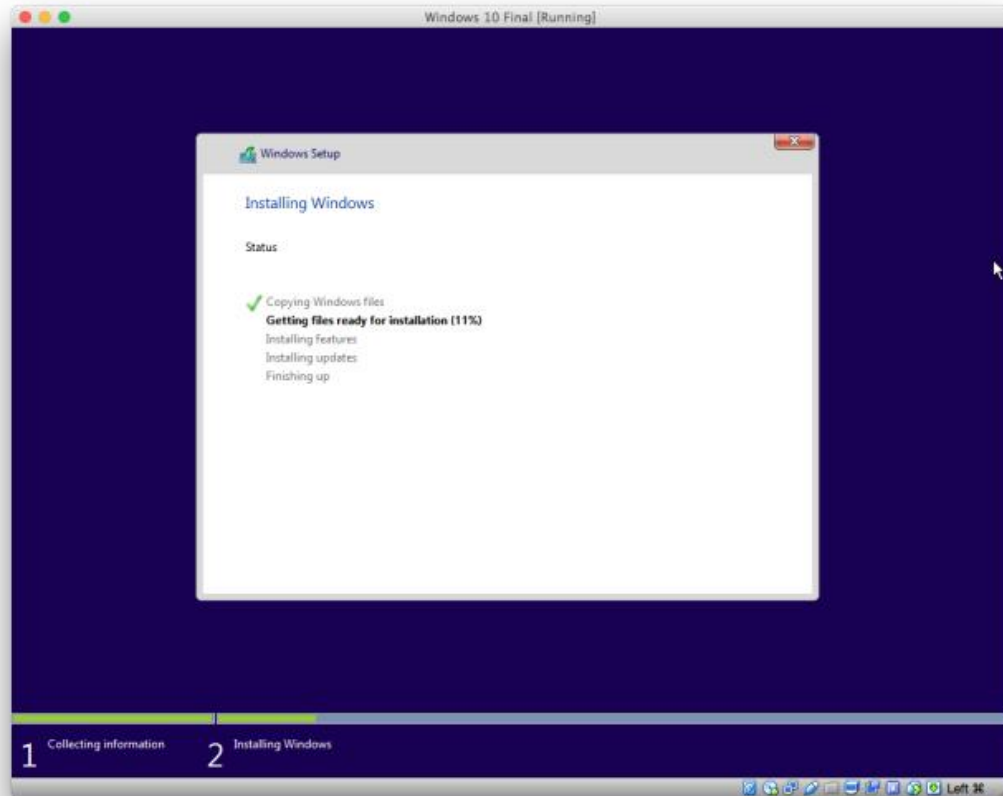 Windows 10 Final [Running]
Windows Setup
Installing Windows
Status
Copying Windows files
Getting files ready for installation (11%)
Installing features
Installing updates
Finishing up
1 Collecting information 2 Installing Windows
Left ⌘